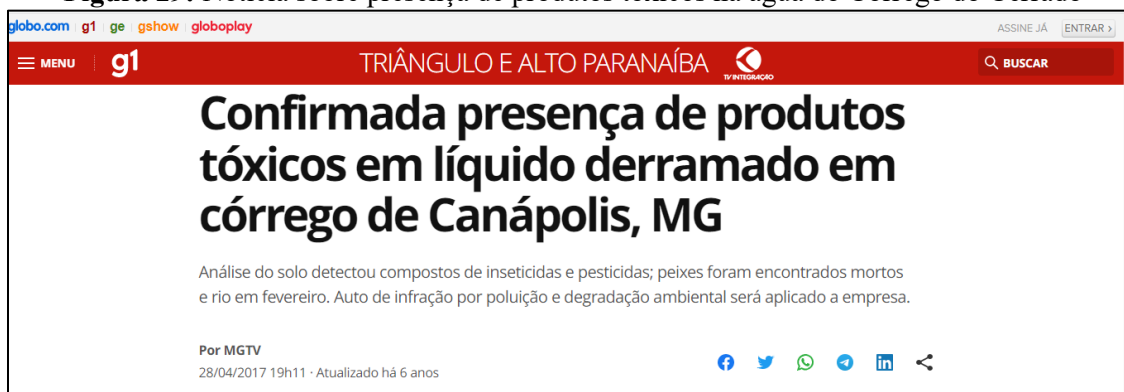 globo.com g1 ge gshow globoplay ASSINE JÁ ENTRAR >
MENU g1 TRIÂNGULO E ALTO PARANAÍBA TV INTEGRAÇÃO BUSCAR
Confirmada presença de produtos
tóxicos em líquido derramado em
córrego de Canápolis, MG
Análise do solo detectou compostos de inseticidas e pesticidas; peixes foram encontrados mortos
e rio em fevereiro. Auto de infração por poluição e degradação ambiental será aplicado a empresa.
Por MGTV
28/04/2017 19h11 · Atualizado há 6 anos